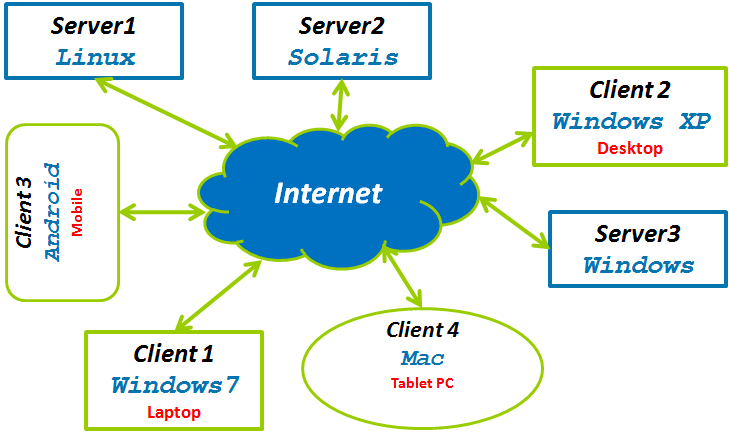 Server1
Linux
Server2
Solaris
Client 2
Windows XP
Desktop
Client 3
Android
Mobile
Internet
Server3
Windows
Client 1
Windows7
Laptop
Client 4
Mac
Tablet PC